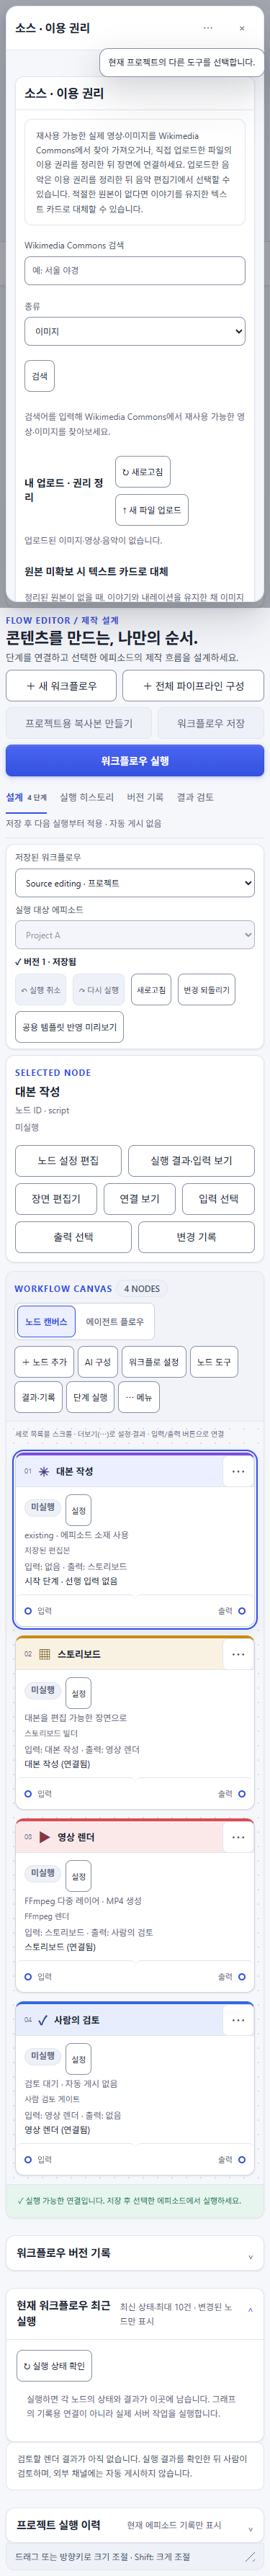 소스 · 이용 권리
··· ×
현재 프로젝트의 다른 도구를 선택합니다.
소스 · 이용 권리
재사용 가능한 실제 영상·이미지를 Wikimedia
Commons에서 찾아 가져오거나, 직접 업로드한 파일의
이용 권리를 정리한 뒤 장면에 연결하세요. 업로드한 음
악은 이용 권리를 정리한 뒤 음악 편집기에서 선택할 수
있습니다. 적절한 원본이 없다면 이야기를 유지한 텍스
트 카드로 대체할 수 있습니다.
Wikimedia Commons 검색
예: 서울 야경
종류
이미지
검색
검색어를 입력해 Wikimedia Commons에서 재사용 가능한 영
상·이미지를 찾아보세요.
내 업로드 · 권리 정
리
↻ 새로고침
↑ 새 파일 업로드
업로드된 이미지·영상·음악이 없습니다.
원본 미확보 시 텍스트 카드로 대체
정리된 원본이 없을 때, 이야기와 내레이션을 유지한 채 이미지
FLOW EDITOR / 제작 설계
콘텐츠를 만드는, 나만의 순서.
단계를 연결하고 선택한 에피소드의 제작 흐름을 설계하세요.
＋ 새 워크플로우
＋ 전체 파이프라인 구성
프로젝트용 복사본 만들기
워크플로우 저장
워크플로우 실행
설계 4 단계 실행 히스토리 버전 기록 결과 검토
저장 후 다음 실행부터 적용 · 자동 게시 없음
저장된 워크플로우
Source editing · 프로젝트
실행 대상 에피소드
Project A
✓ 버전 1 · 저장됨
↶ 실행 취소 ↷ 다시 실행 새로고침 변경 되돌리기
공용 템플릿 반영 미리보기
SELECTED NODE
대본 작성
노드 ID · script
미실행
노드 설정 편집 실행 결과·입력 보기
장면 편집기 연결 보기 입력 선택
출력 선택 변경 기록
WORKFLOW CANVAS 4 NODES
노드 캔버스 에이전트 플로우
＋ 노드 추가 AI 구성 워크플로 설정 노드 도구
결과·기록 단계 실행 ··· 메뉴
세로 목록을 스크롤 · 더보기(···)로 설정·결과 · 입력/출력 버튼으로 연결
01 대본 작성 ···
미실행 설정
existing · 에피소드 소재 사용
저장된 편집본
입력: 없음 · 출력: 스토리보드
시작 단계 · 선행 입력 없음
입력 출력
02 스토리보드 ···
미실행 설정
대본을 편집 가능한 장면으로
스토리보드 빌더
입력: 대본 작성 · 출력: 영상 렌더
대본 작성 (연결됨)
입력 출력
03 영상 렌더 ···
미실행 설정
FFmpeg 다중 레이어 · MP4 생성
FFmpeg 렌더
입력: 스토리보드 · 출력: 사람의 검토
스토리보드 (연결됨)
입력 출력
04 ✓ 사람의 검토 ···
미실행 설정
검토 대기 · 자동 게시 없음
사람 검토 게이트
입력: 영상 렌더 · 출력: 없음
영상 렌더 (연결됨)
입력 출력
✓ 실행 가능한 연결입니다. 저장 후 선택한 에피소드에서 실행하세요.
워크플로우 버전 기록
현재 워크플로우 최근
실행
최신 상태·최대 10건 · 변경된 노
드만 표시
↻ 실행 상태 확인
실행하면 각 노드의 상태와 결과가 이곳에 남습니다. 그래프
의 기록용 연결이 아니라 실제 서버 작업을 실행합니다.
검토할 렌더 결과가 아직 없습니다. 실행 결과를 확인한 뒤 사람이
검토하며, 외부 채널에는 자동 게시하지 않습니다.
프로젝트 실행 이력 현재 에피소드 기록만 표시
드래그 또는 방향키로 크기 조절 · Shift: 크게 조절